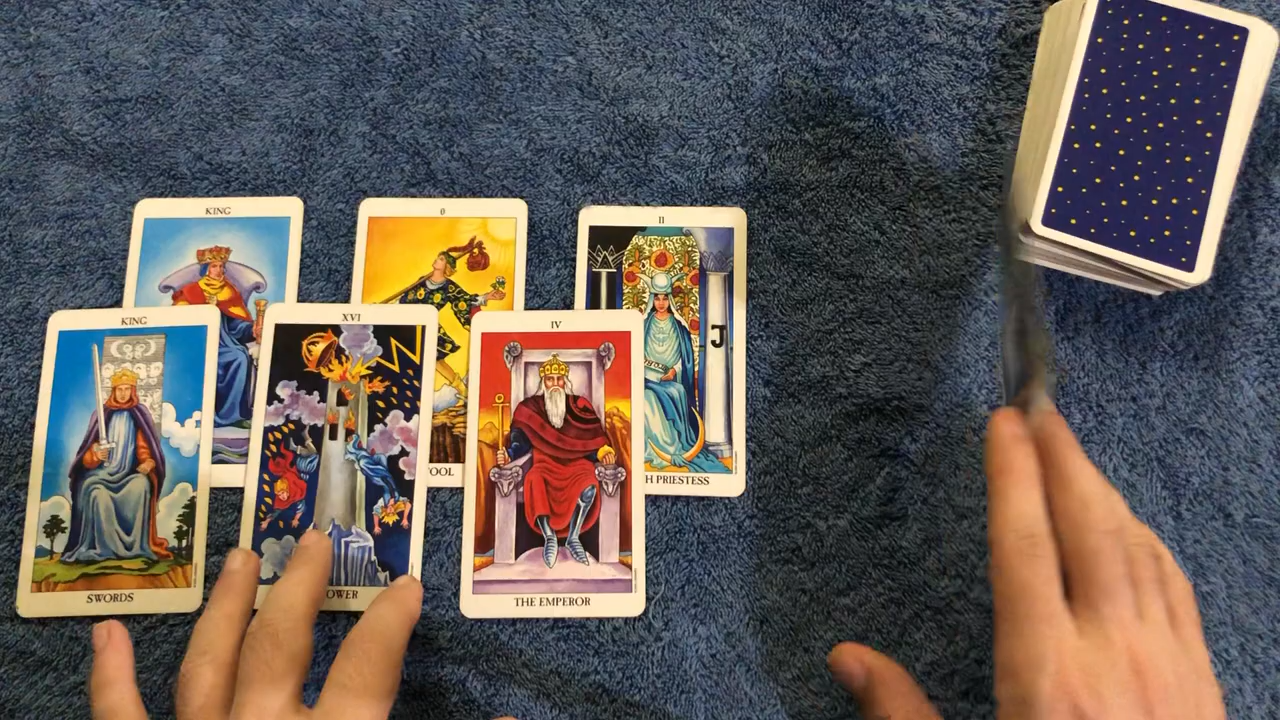 KING
0
II
J
OOL
H PRIESTESS
KING
XVI
IV
SWORDS
OWER
THE EMPEROR